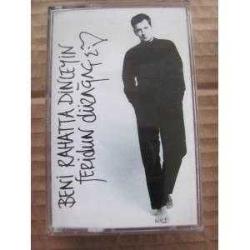 BENİ RAHATTA DİNLEYİN
feridun düzağaç